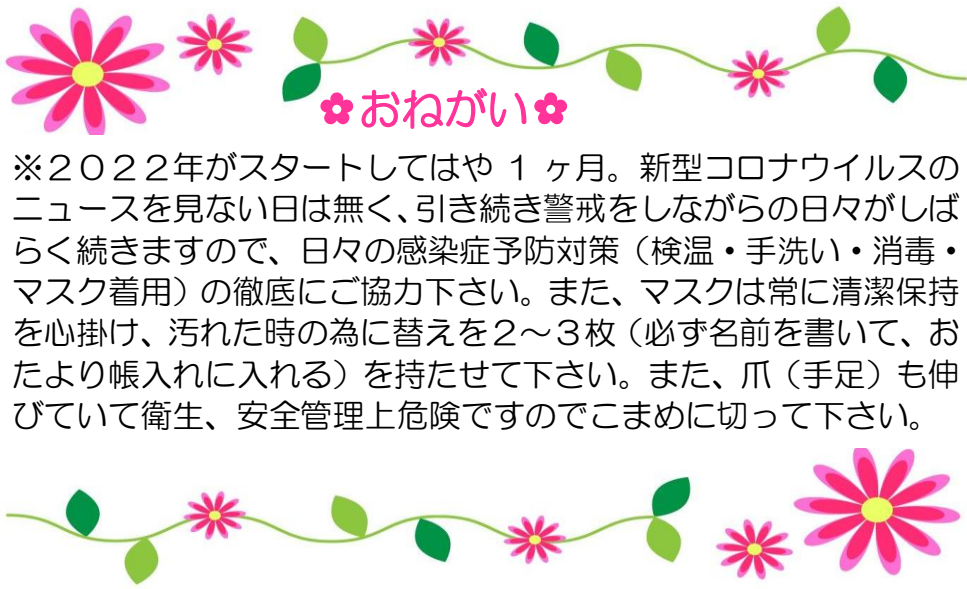 ✿おねがい✿
※２０２２年がスタートしてはや １ ヶ月。新型コロナウイルスの
ニュースを見ない日は無く、引き続き警戒をしながらの日々がしば
らく続きますので、日々の感染症予防対策（検温・手洗い・消毒・
マスク着用）の徹底にご協力下さい。また、マスクは常に清潔保持
を心掛け、汚れた時の為に替えを２～３枚（必ず名前を書いて、お
たより帳入れに入れる）を持たせて下さい。また、爪（手足）も伸
びていて衛生、安全管理上危険ですのでこまめに切って下さい。